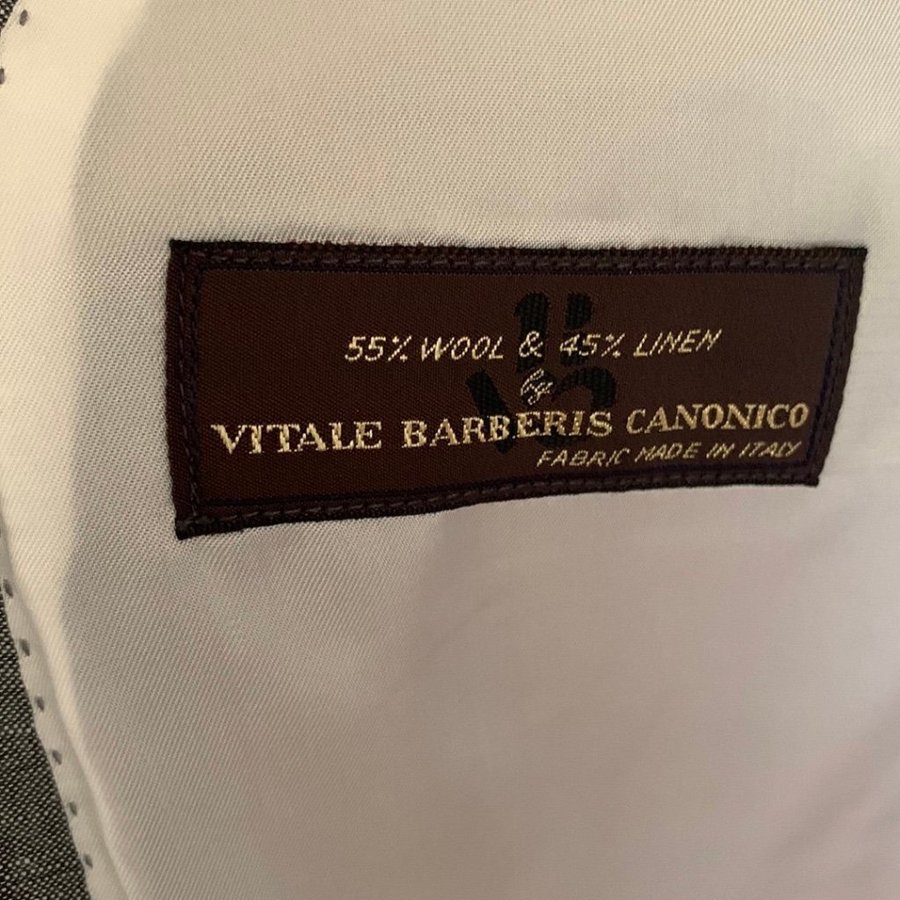 55% WOOL & 45% LINEN
by
VITALE BARBERIS CANONICO
FABRIC MADE IN ITALY